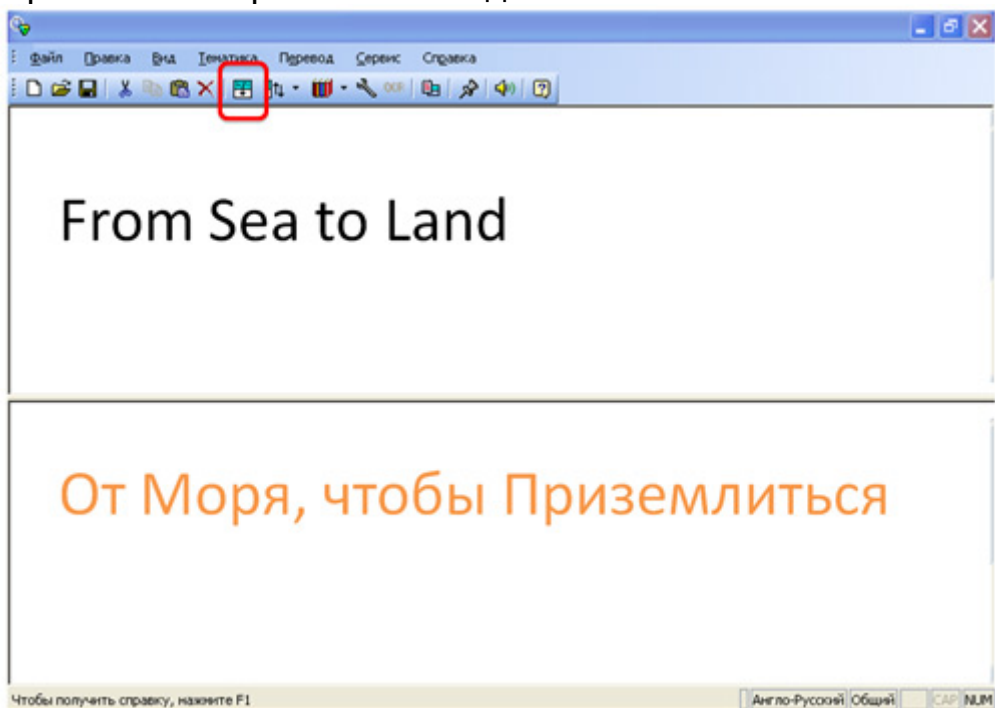 Файл Правка Вид Тематика Перевод Сервис Справка
OCR
From Sea to Land
От Моря, чтобы Приземлиться
Чтобы получить справку, нажмите F1
Англо-Русский Общий CAP NUM